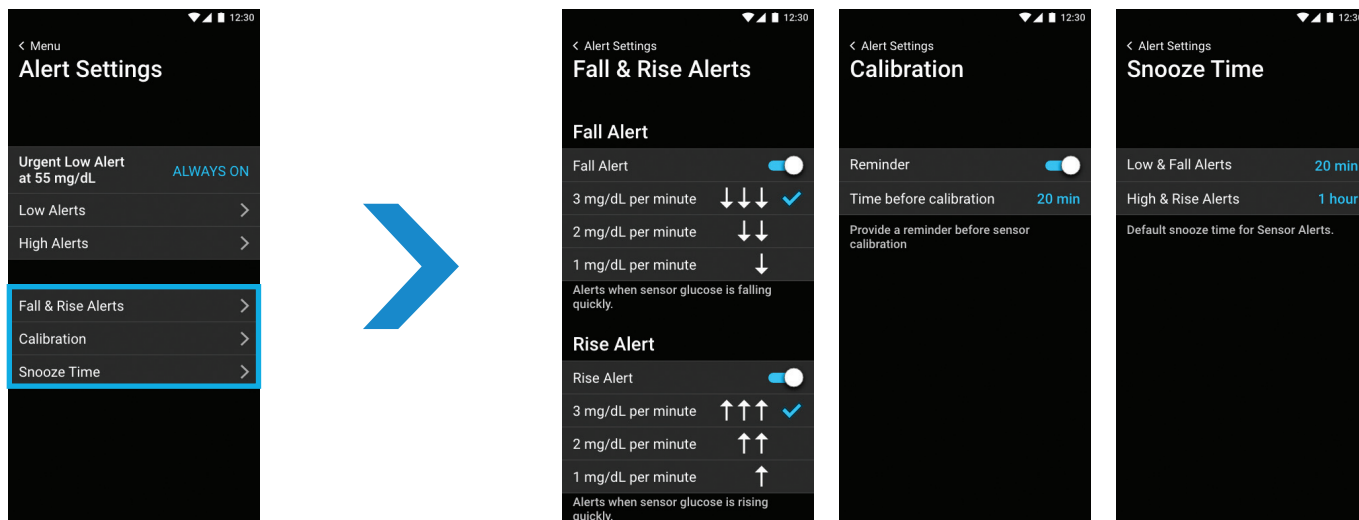 12:30
< Menu
Alert Settings
Urgent Low Alert
at 55 mg/dL
ALWAYS ON
Low Alerts
High Alerts
Fall & Rise Alerts
Calibration
Snooze Time
12:30
< Alert Settings
Fall & Rise Alerts
Fall Alert
Fall Alert
3 mg/dL per minute ↓↓↓
2 mg/dL per minute ↓↓
1 mg/dL per minute ↓
Alerts when sensor glucose is falling
quickly.
Rise Alert
Rise Alert
3 mg/dL per minute ↑↑↑
2 mg/dL per minute ↑↑
1 mg/dL per minute ↑
Alerts when sensor glucose is rising
quickly.
12:30
< Alert Settings
Calibration
Reminder
Time before calibration 20 min
Provide a reminder before sensor
calibration
12:30
< Alert Settings
Snooze Time
Low & Fall Alerts 20 min
High & Rise Alerts 1 hour
Default snooze time for Sensor Alerts.